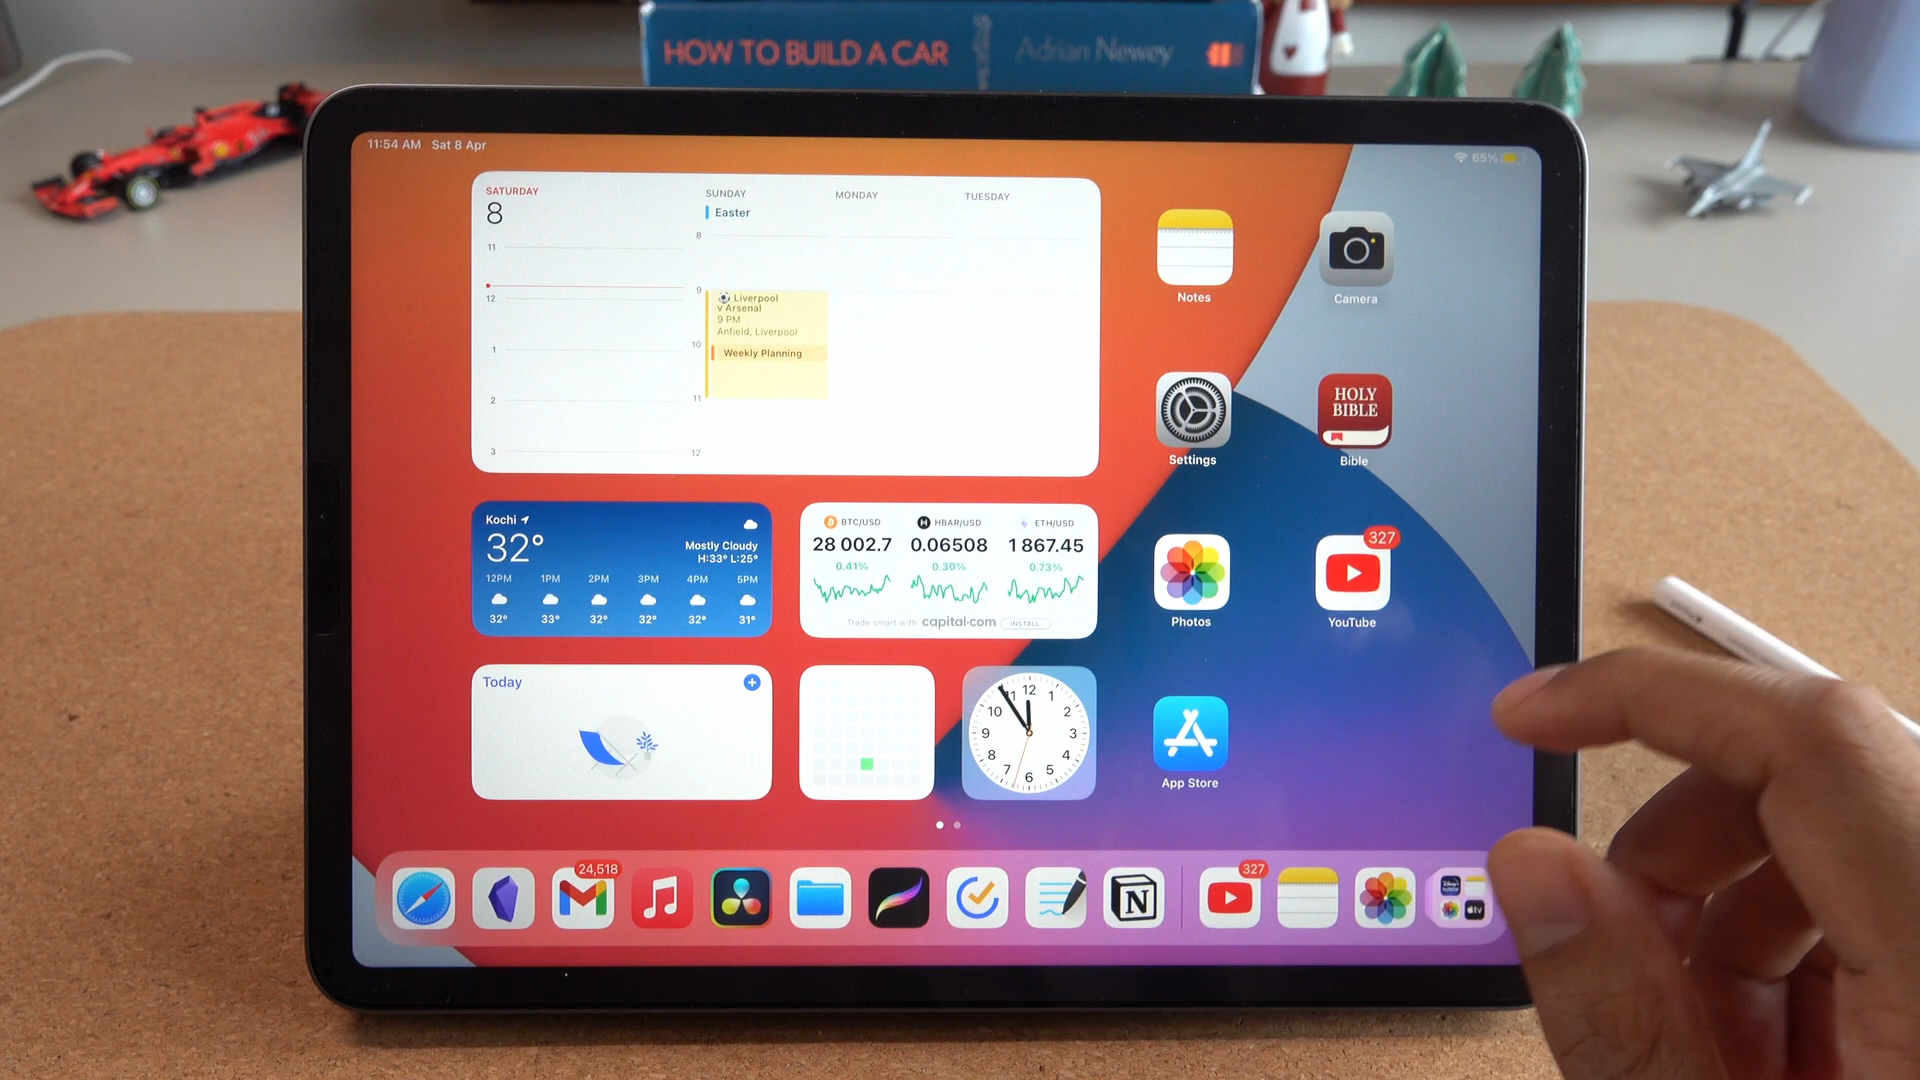 HOW TO BUILD A CAR
Adrian Newey
11:54 AM Sat 8 Apr
65%
SATURDAY
8
SUNDAY
MONDAY
TUESDAY
Easter
11
12
1
2
3
8
9
10
11
12
Liverpool
v Arsenal
9 PM
Anfield, Liverpool
Weekly Planning
Notes
Camera
Settings
HOLY
BIBLE
Bible
Kochi
32°
Mostly Cloudy
H:33° L:25°
12PM 1PM 2PM 3PM 4PM 5PM
32° 33° 32° 32° 32° 31°
BTC/USD HBAR/USD ETH/USD
28 002.7 0.06508 1 867.45
0.41% 0.30% 0.73%
Trade smart with capital.com INSTALL
Photos
327
YouTube
Today
12
1
2
3
4
5
6
7
8
9
10
11
App Store
24,518
N
327
Disney+
hotstar
tv